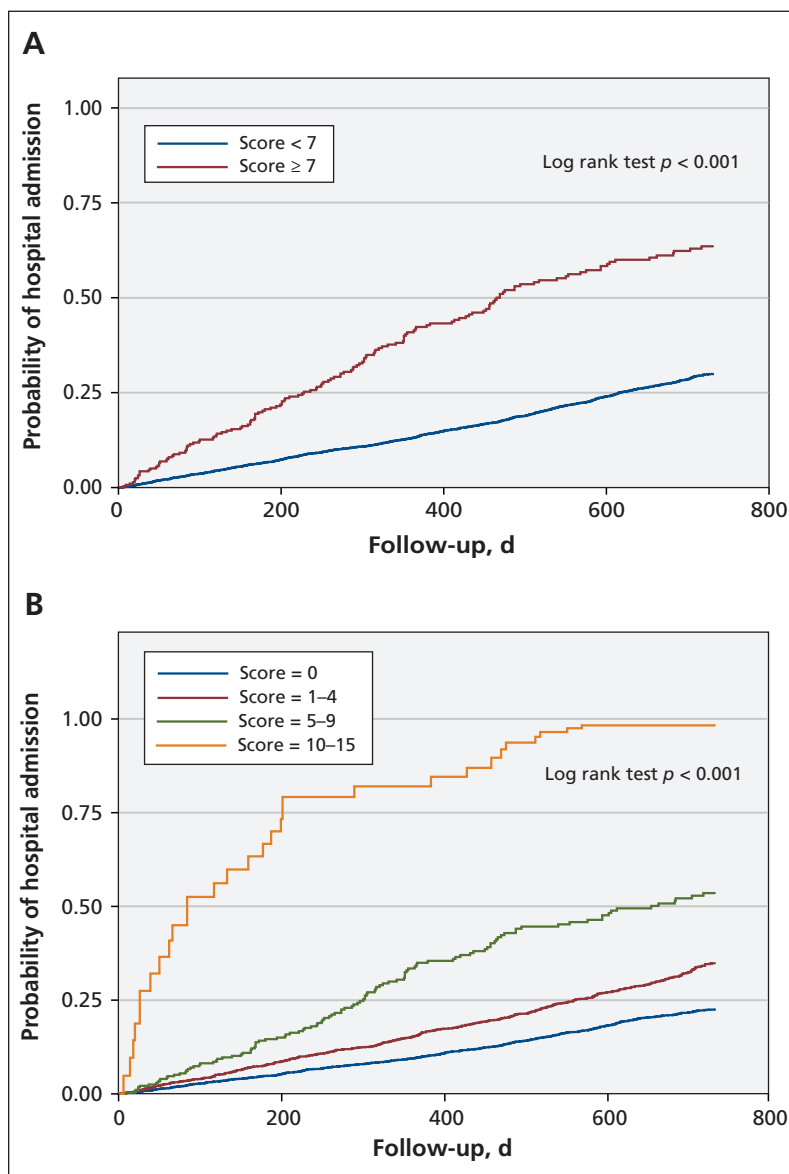 A
Probability of hospital admission
1.00
0.75
0.50
0.25
0.00
Score < 7
Score ≥ 7
Log rank test p < 0.001
0 200 400 600 800
Follow-up, d
B
Probability of hospital admission
1.00
0.75
0.50
0.25
0.00
Score = 0
Score = 1–4
Score = 5–9
Score = 10–15
Log rank test p < 0.001
0 200 400 600 800
Follow-up, d